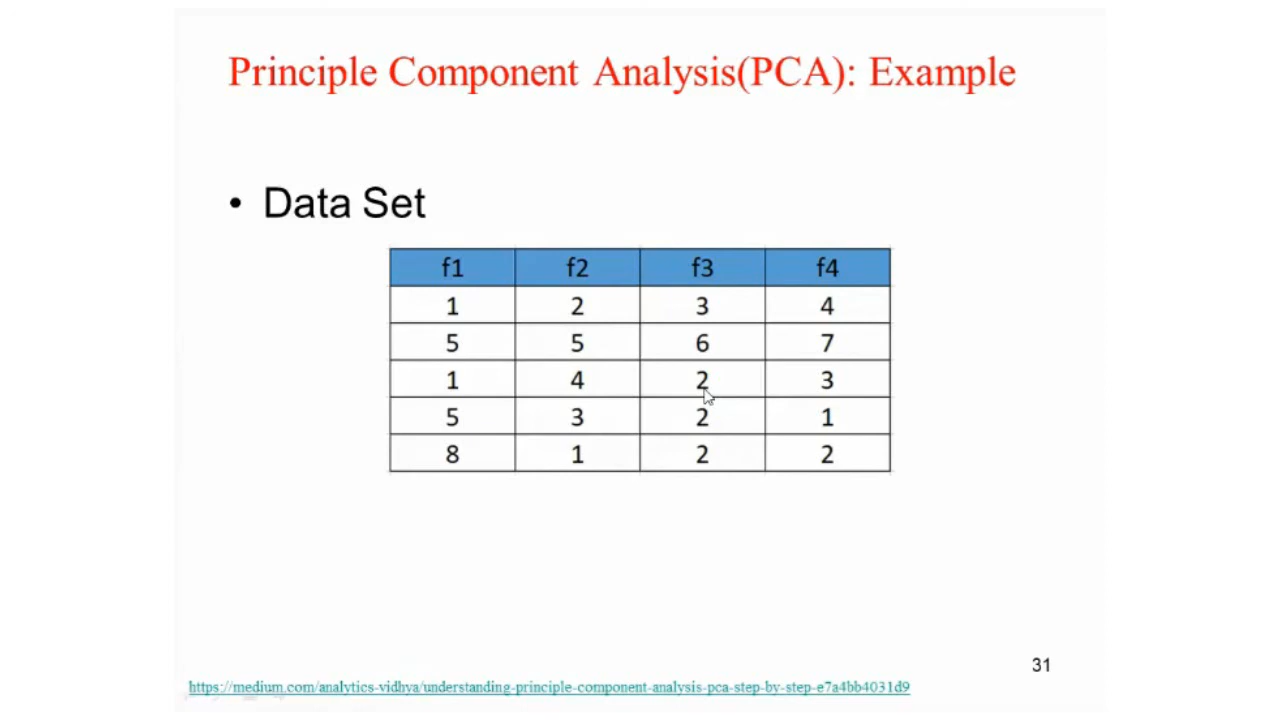 Principle Component Analysis(PCA): Example
• Data Set
f1 f2 f3 f4
1 2 3 4
5 5 6 7
1 4 2 3
5 3 2 1
8 1 2 2
31
https://medium.com/analytics-vidhya/understanding-principle-component-analysis-pca-step-by-step-e7a4bb4031d9